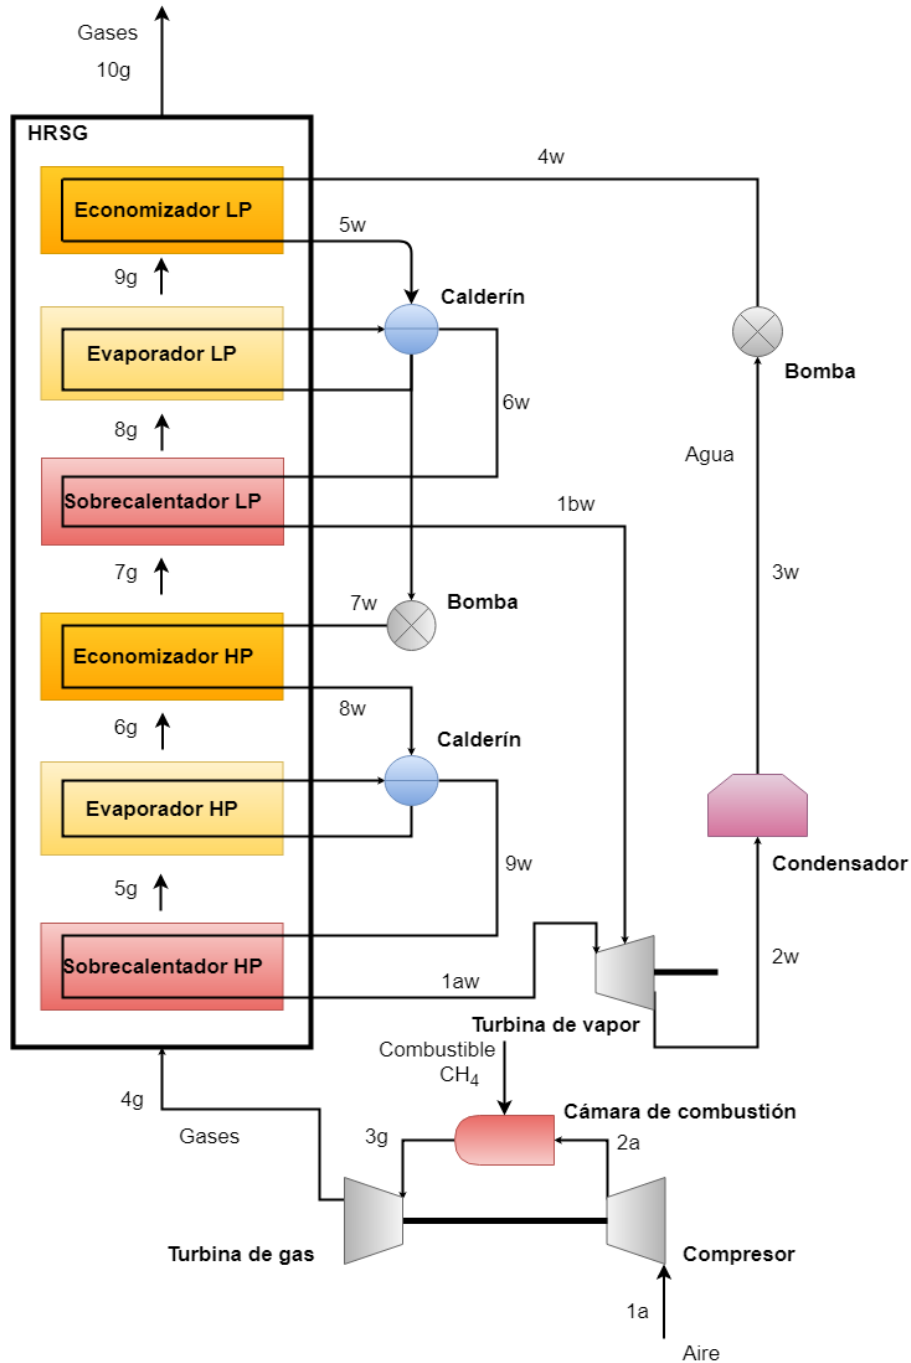 Gases
10g
HRSG
4w
Economizador LP
5w
9g
Calderín
Evaporador LP
Bomba
6w
8g
Agua
Sobrecalentador LP
1bw
7g
3w
7w
Bomba
Economizador HP
8w
6g
Calderín
Evaporador HP
9w
Condensador
5g
2w
Sobrecalentador HP
1aw
Turbina de vapor
Combustible
CH4
4g
Cámara de combustión
Gases
3g
2a
Turbina de gas
Compresor
1a
Aire